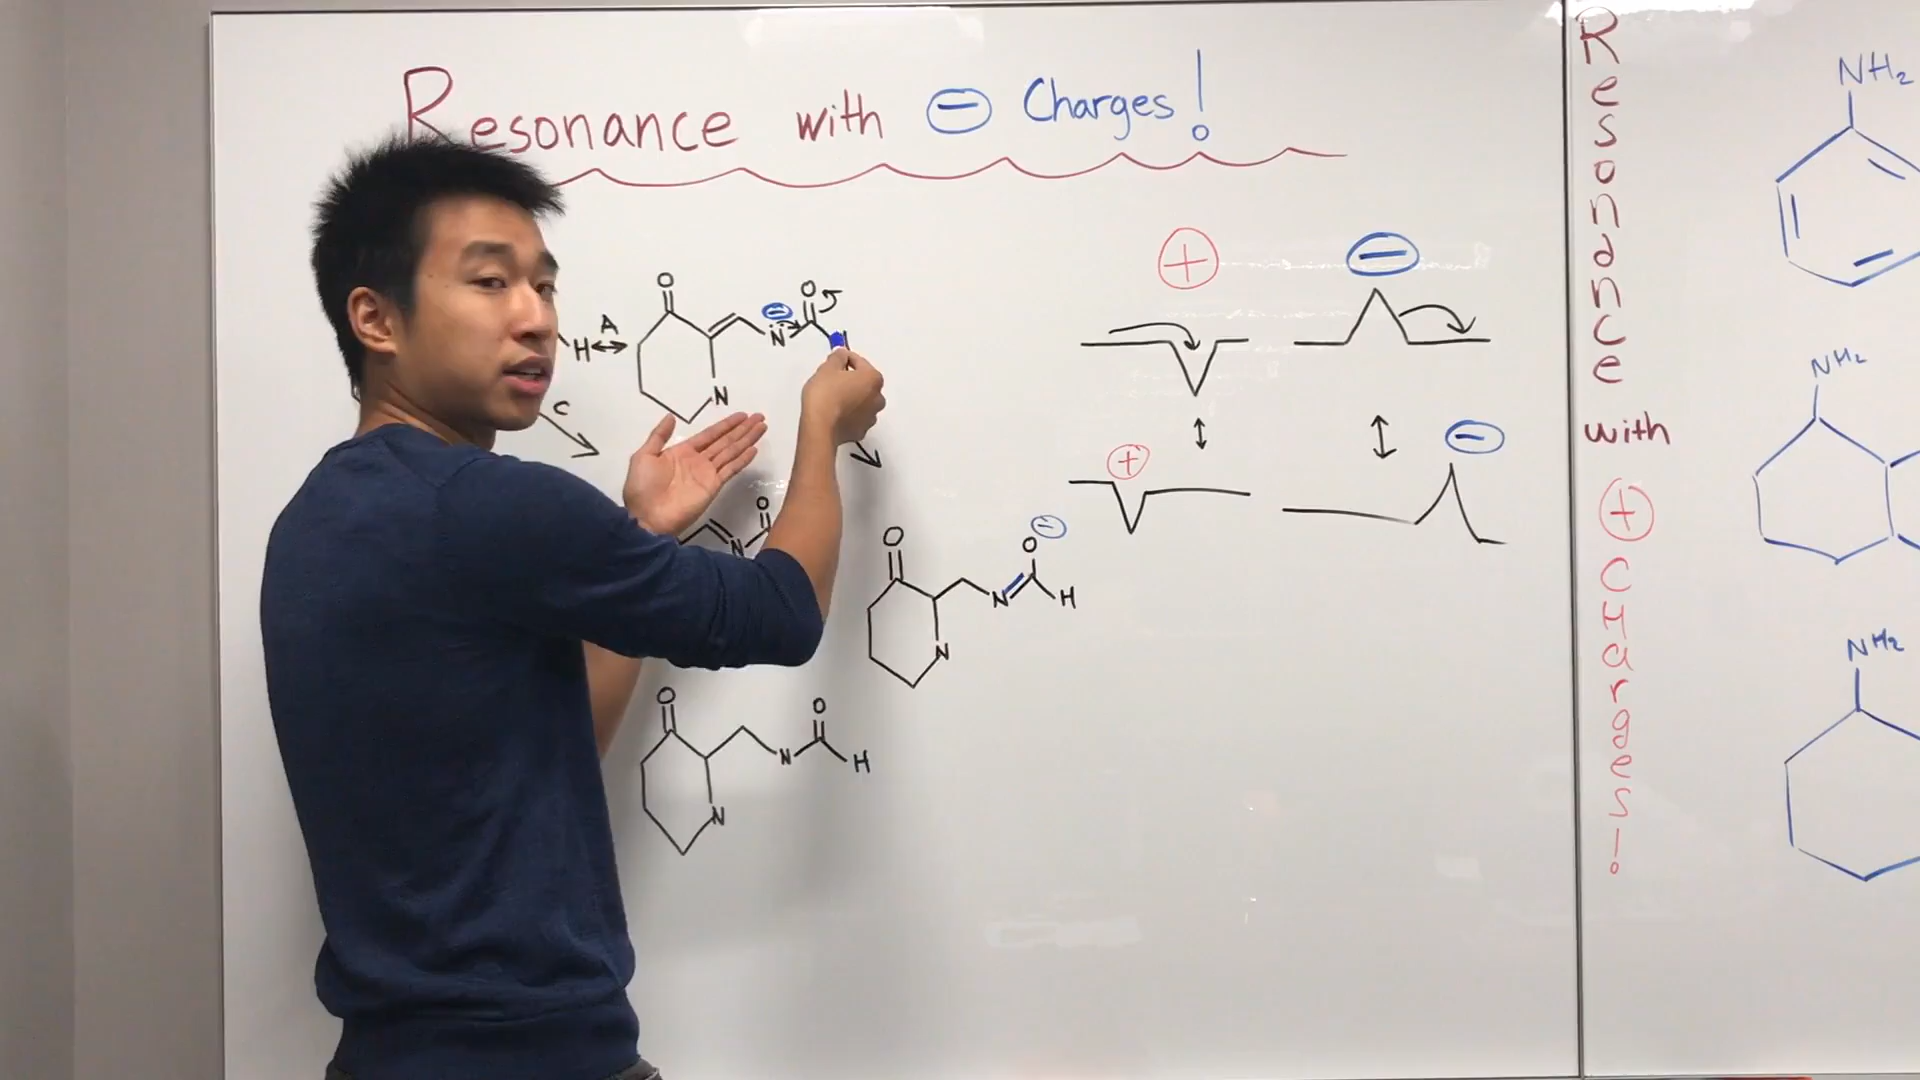 Resonance with ⊖ Charges!
⊕ ⊖
O ⊖ O
H A N
N
C
⊕ ⊖
O
N
O O ⊖
N H
N
O O
N H
N
Resonance
with
⊕
CHarges!
NH2
NH2
NH2